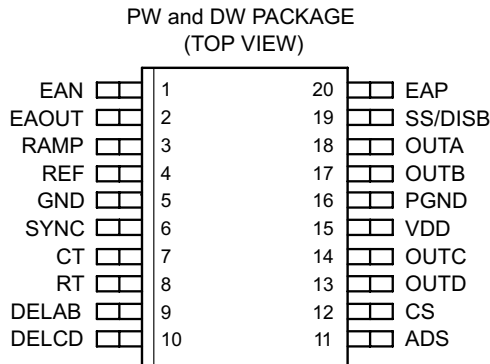 PW and DW PACKAGE
(TOP VIEW)
EAN 1 20 EAP
EAOUT 2 19 SS/DISB
RAMP 3 18 OUTA
REF 4 17 OUTB
GND 5 16 PGND
SYNC 6 15 VDD
CT 7 14 OUTC
RT 8 13 OUTD
DELAB 9 12 CS
DELCD 10 11 ADS